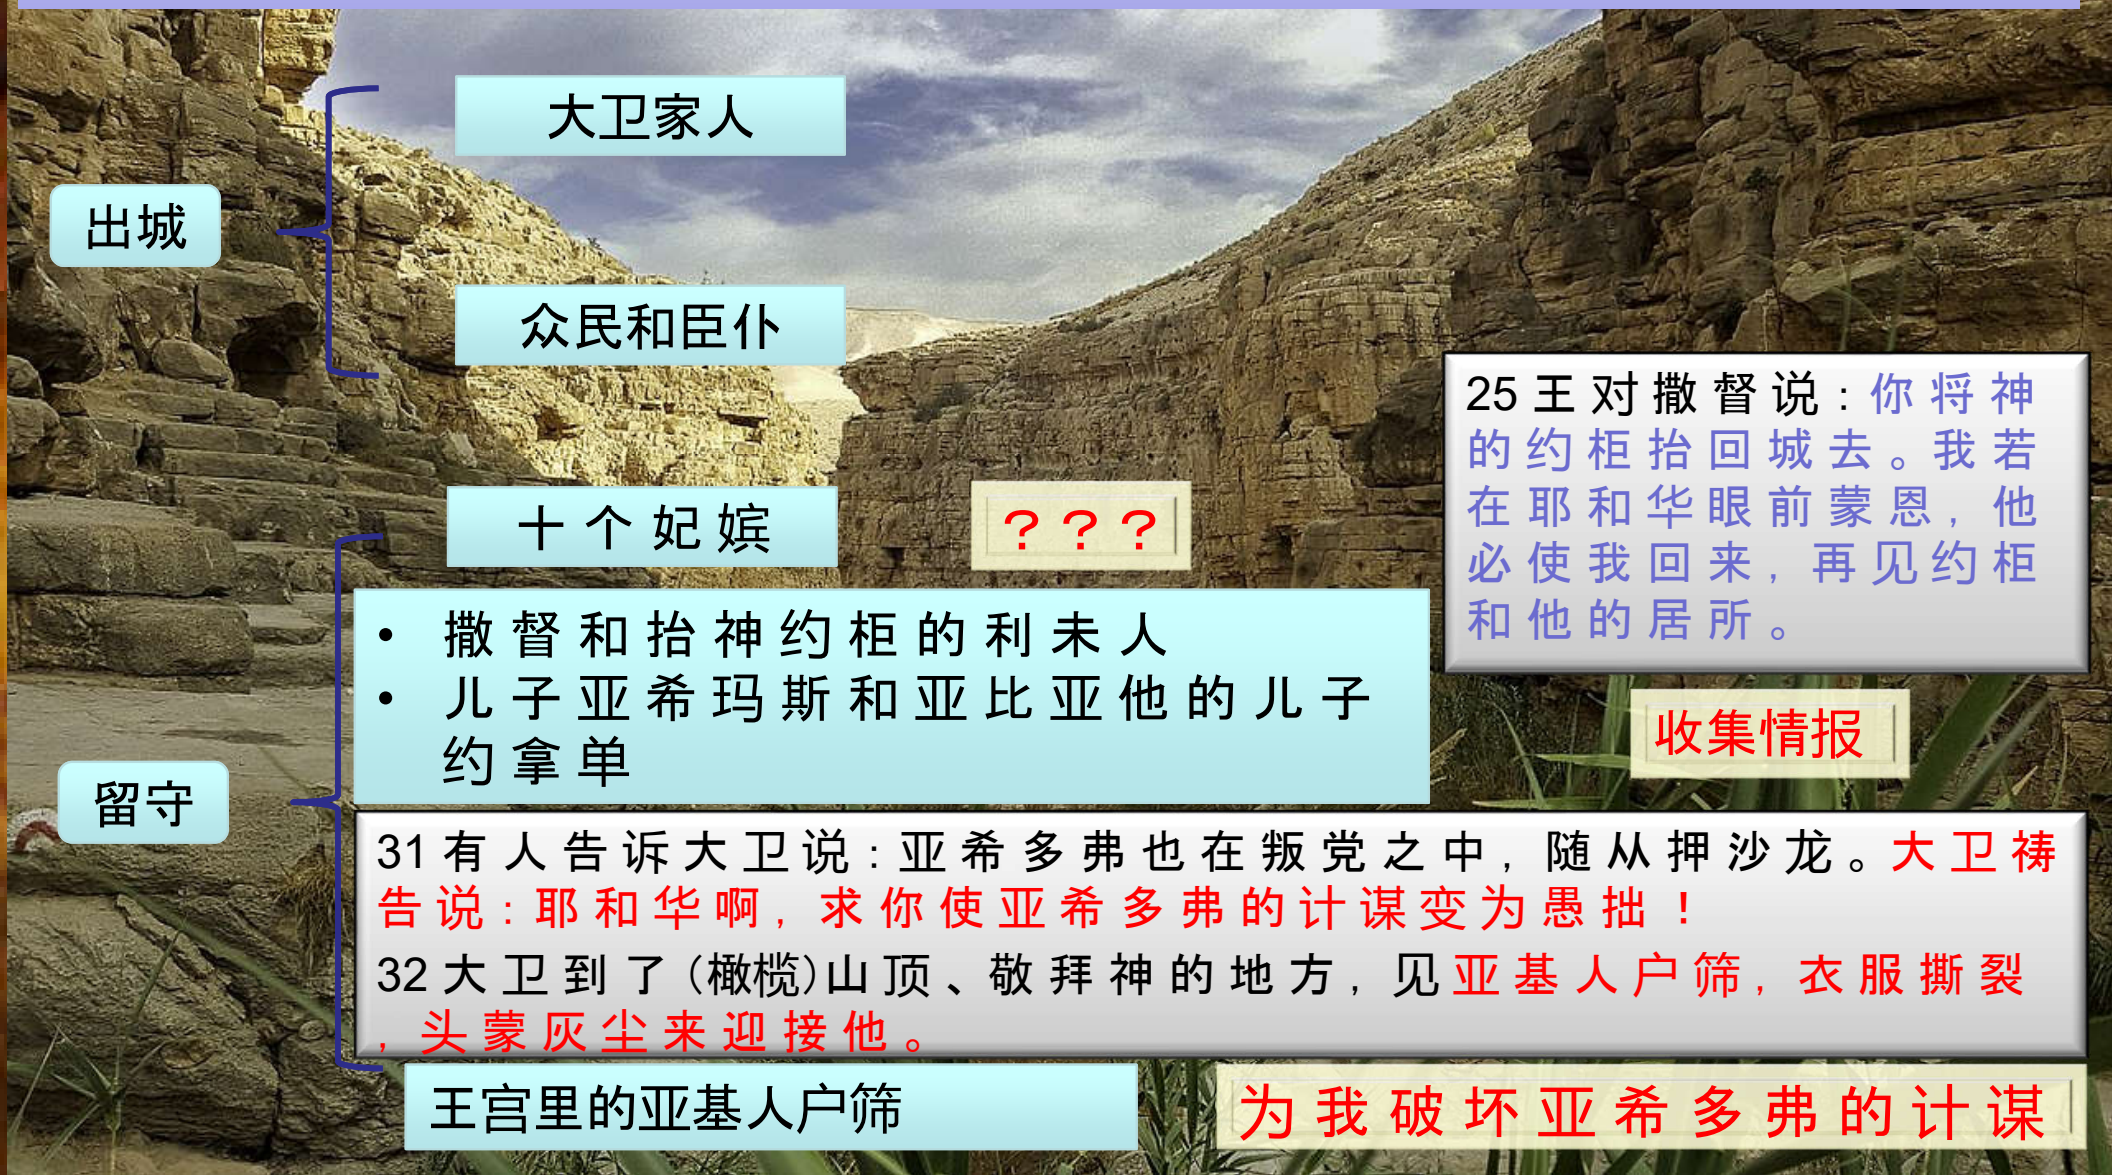 大卫家人
出城
众民和臣仆
25王对撒督说:你将神
的约柜抬回城去。我若
在耶和华眼前蒙恩,他
必使我回来,再见约柜
和他的居所。
十个妃嫔
？？？
• 撒督和抬神约柜的利未人
• 儿子亚希玛斯和亚比亚他的儿子
约拿单
收集情报
留守
31有人告诉大卫说:亚希多弗也在叛党之中,随从押沙龙。大卫祷
告说:耶和华啊,求你使亚希多弗的计谋变为愚拙!
32大卫到了(橄榄)山顶、敬拜神的地方,见亚基人户筛,衣服撕裂
,头蒙灰尘来迎接他。
王宫里的亚基人户筛
为我破坏亚希多弗的计谋